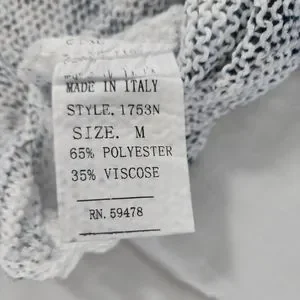 MADE IN ITALY
STYLE. 1753N
SIZE. M
65% POLYESTER
35% VISCOSE
RN. 59478